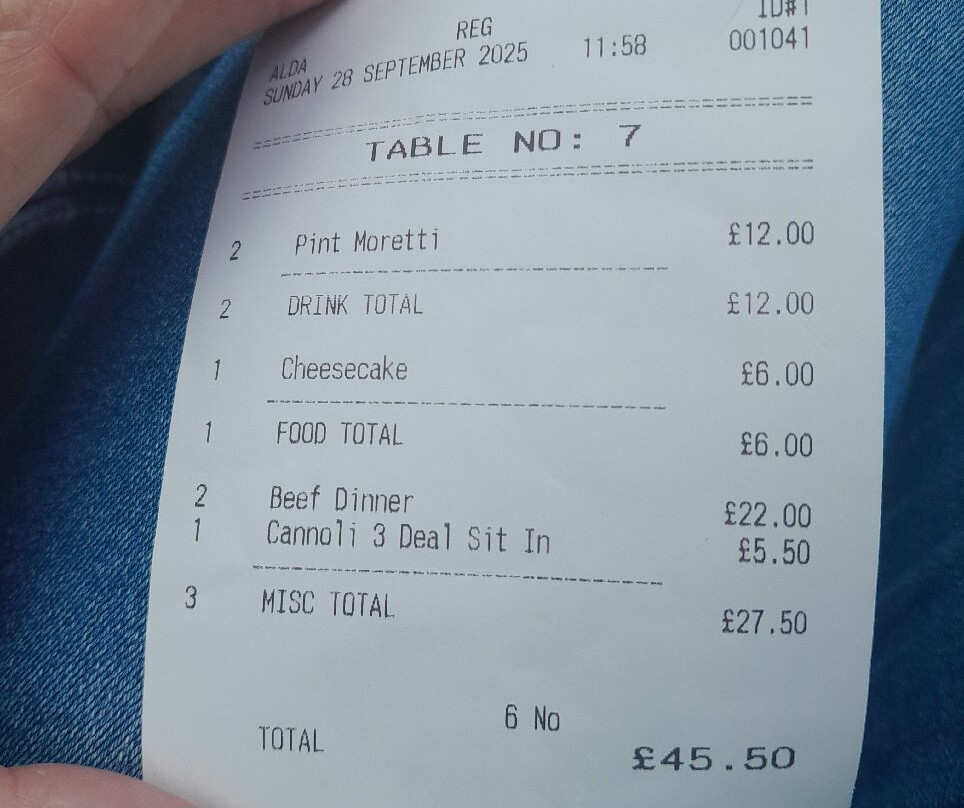 REG ID#1
ALDA
SUNDAY 28 SEPTEMBER 2025 11:58 001041
TABLE NO: 7
2 Pint Moretti £12.00
2 DRINK TOTAL £12.00
1 Cheesecake £6.00
1 FOOD TOTAL £6.00
2 Beef Dinner £22.00
1 Cannoli 3 Deal Sit In £5.50
3 MISC TOTAL £27.50
6 No
TOTAL £45.50